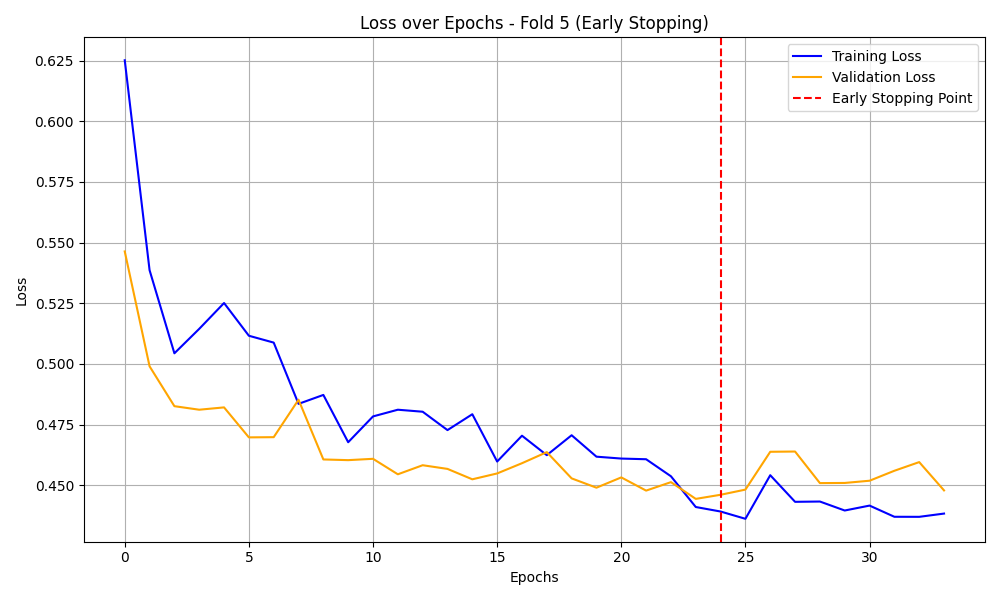 Loss over Epochs - Fold 5 (Early Stopping)
Training Loss
Validation Loss
Early Stopping Point
Loss
0.625
0.600
0.575
0.550
0.525
0.500
0.475
0.450
0 5 10 15 20 25 30
Epochs